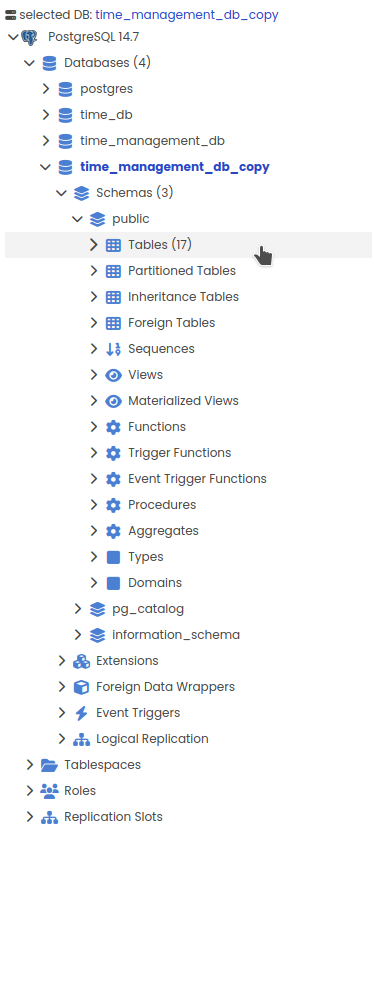 selected DB: time_management_db_copy
PostgreSQL 14.7
Databases (4)
postgres
time_db
time_management_db
time_management_db_copy
Schemas (3)
public
Tables (17)
Partitioned Tables
Inheritance Tables
Foreign Tables
Sequences
Views
Materialized Views
Functions
Trigger Functions
Event Trigger Functions
Procedures
Aggregates
Types
Domains
pg_catalog
information_schema
Extensions
Foreign Data Wrappers
Event Triggers
Logical Replication
Tablespaces
Roles
Replication Slots